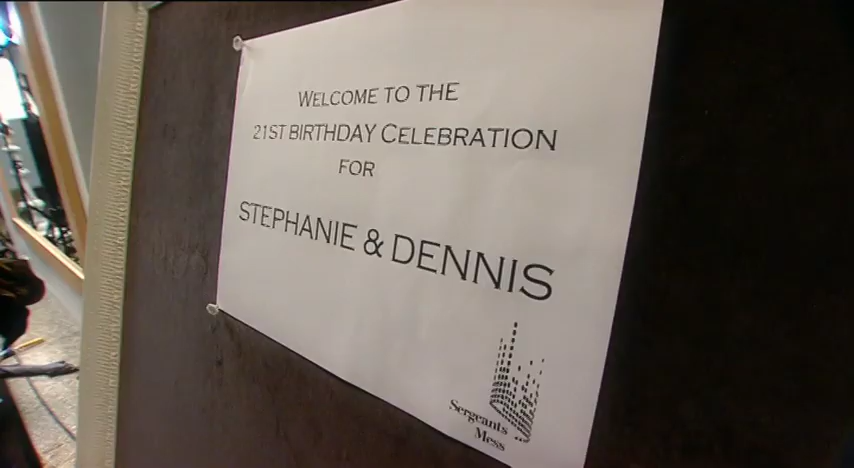 WELCOME TO THE
21ST BIRTHDAY CELEBRATION
FOR
STEPHANIE & DENNIS
Sergeants
Mess